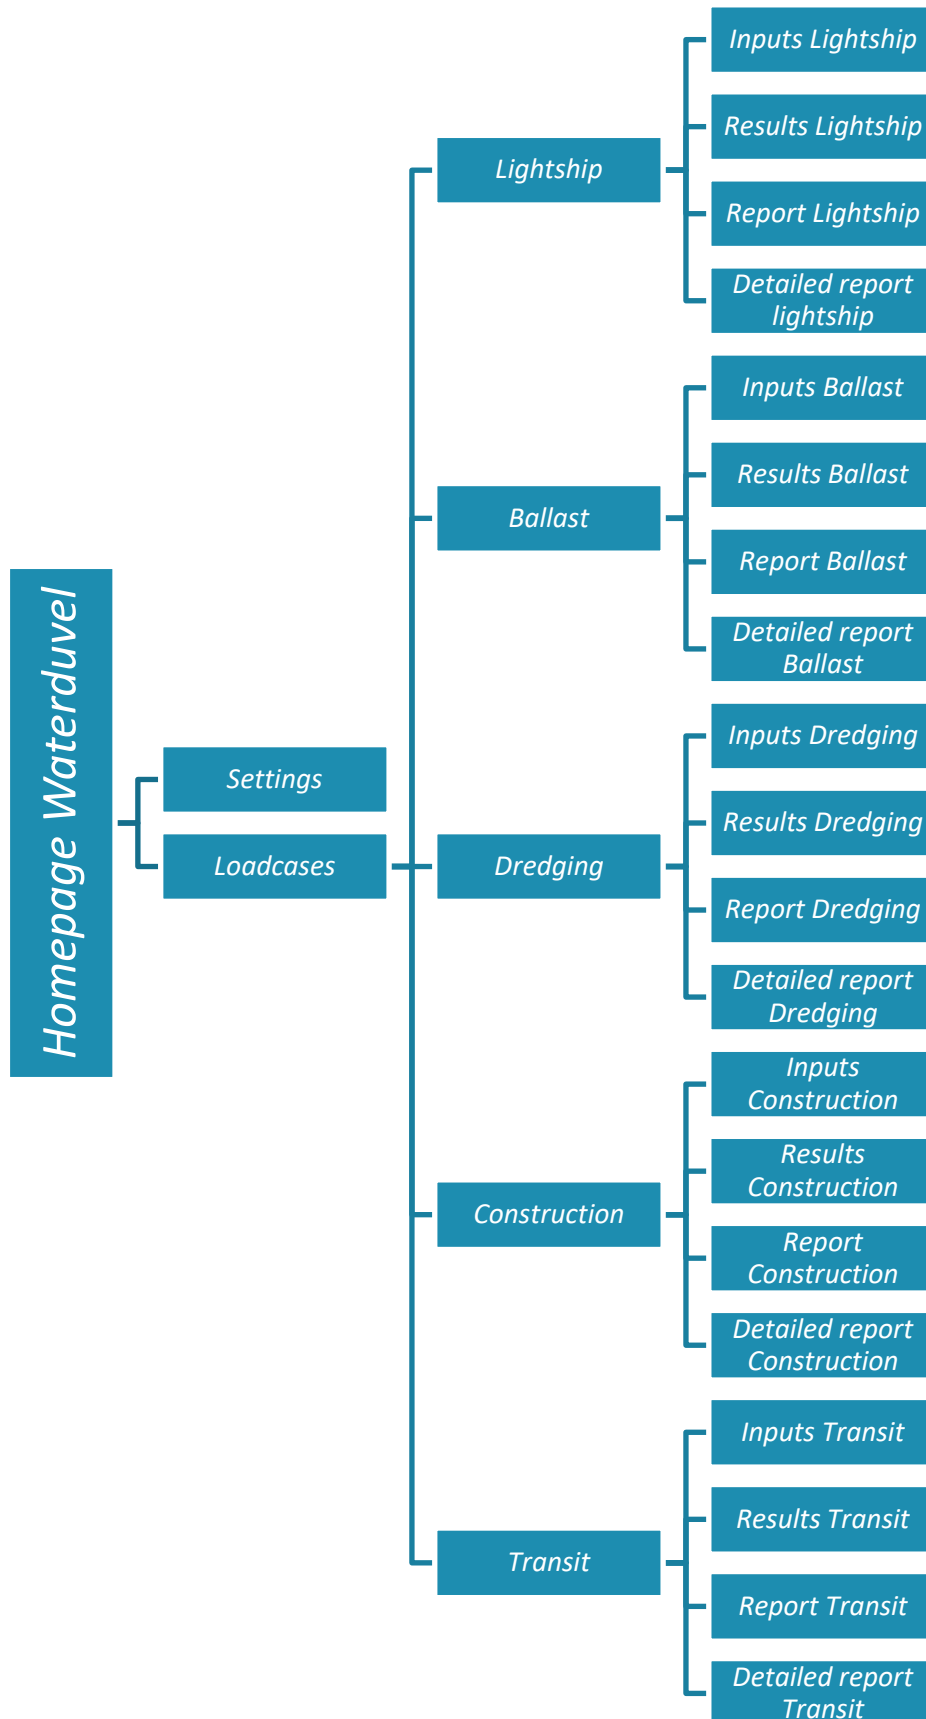 Homepage Waterduvel
Settings
Loadcases
Lightship
Inputs Lightship
Results Lightship
Report Lightship
Detailed report
lightship
Ballast
Inputs Ballast
Results Ballast
Report Ballast
Detailed report
Ballast
Dredging
Inputs Dredging
Results Dredging
Report Dredging
Detailed report
Dredging
Construction
Inputs
Construction
Results
Construction
Report
Construction
Detailed report
Construction
Transit
Inputs Transit
Results Transit
Report Transit
Detailed report
Transit